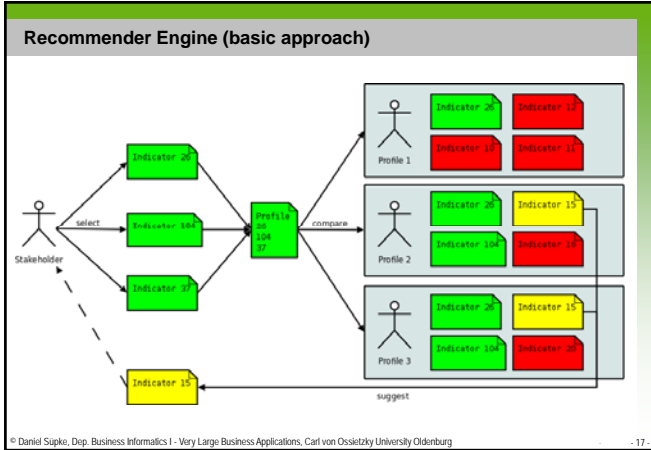 Recommender Engine (basic approach)
Indicator 26
Indicator 104
Indicator 37
select
Stakeholder
Profile
26
104
37
compare
Indicator 26
Indicator 12
Indicator 10
Indicator 11
Profile 1
Indicator 26
Indicator 15
Indicator 104
Profile 2
Indicator 26
Indicator 15
Indicator 104
Indicator 20
Profile 3
Indicator 15
suggest
© Daniel Süpke, Dep. Business Informatics I - Very Large Business Applications, Carl von Ossietzky University Oldenburg
- 17 -